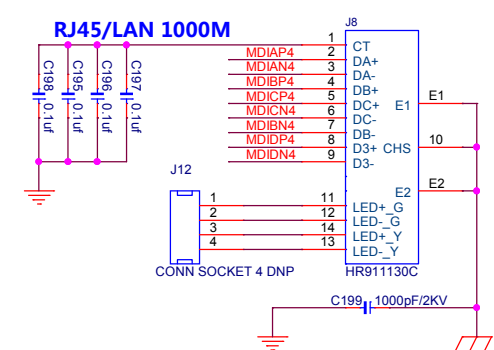 RJ45/LAN 1000M
J8
C198 0.1uf
C195 0.1uf
C196 0.1uf
C197 0.1uf
1 CT
MDIAP4 2 DA+
MDIAN4 3 DA-
MDIBP4 4 DB+
MDICP4 5 DC+ E1 E1
MDICN4 6 DC-
MDIBN4 7 DB-
MDIDP4 8 D3+ CHS 10
MDIDN4 9 D3-
J12
E2 E2
1 11 LED+_G
2 12 LED-_G
3 14 LED+_Y
4 13 LED-_Y
CONN SOCKET 4 DNP
HR911130C
C199 1000pF/2KV